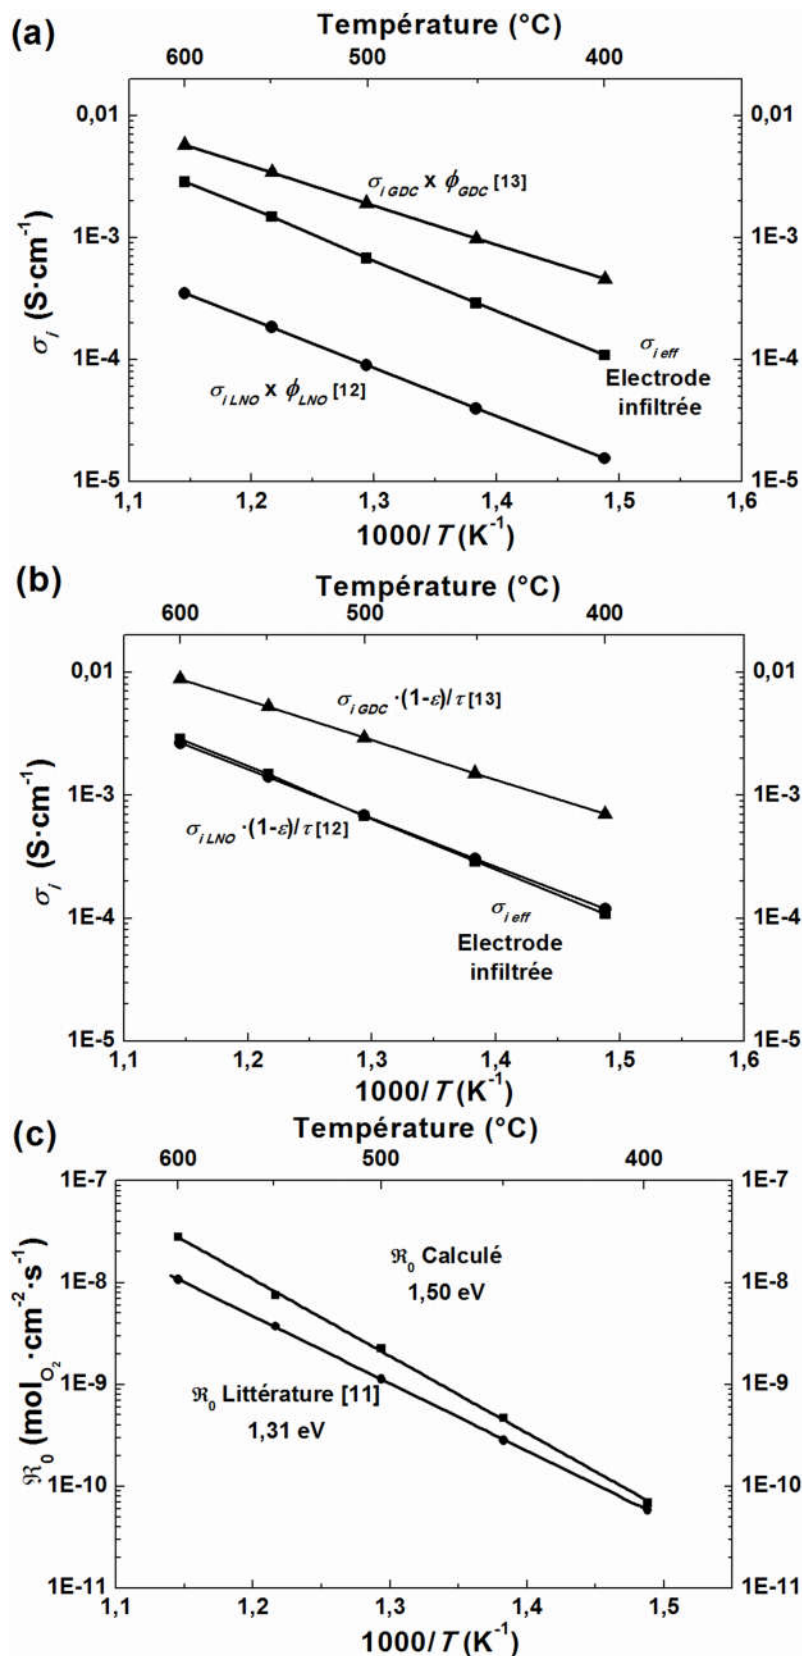 (a)
Température (°C)
600 500 400
0,01 0,01
σi GDC x ϕGDC [13]
1E-3 1E-3
σi (S·cm-1)
σi eff
1E-4 Electrode 1E-4
infiltrée
σi LNO x ϕLNO [12]
1E-5 1E-5
1,1 1,2 1,3 1,4 1,5 1,6
1000/T (K-1)
(b)
Température (°C)
600 500 400
0,01 0,01
σi GDC ·(1-ε)/τ [13]
1E-3 1E-3
σi (S·cm-1)
σi LNO ·(1-ε)/τ [12]
σi eff
1E-4 1E-4
Electrode
infiltrée
1E-5 1E-5
1,1 1,2 1,3 1,4 1,5 1,6
1000/T (K-1)
(c)
Température (°C)
600 500 400
1E-7 1E-7
ℜ0 Calculé
1,50 eV
1E-8 1E-8
ℜ0 (molO2·cm-2·s-1)
1E-9 1E-9
ℜ0 Littérature [11]
1,31 eV
1E-10 1E-10
1E-11 1E-11
1,1 1,2 1,3 1,4 1,5
1000/T (K-1)